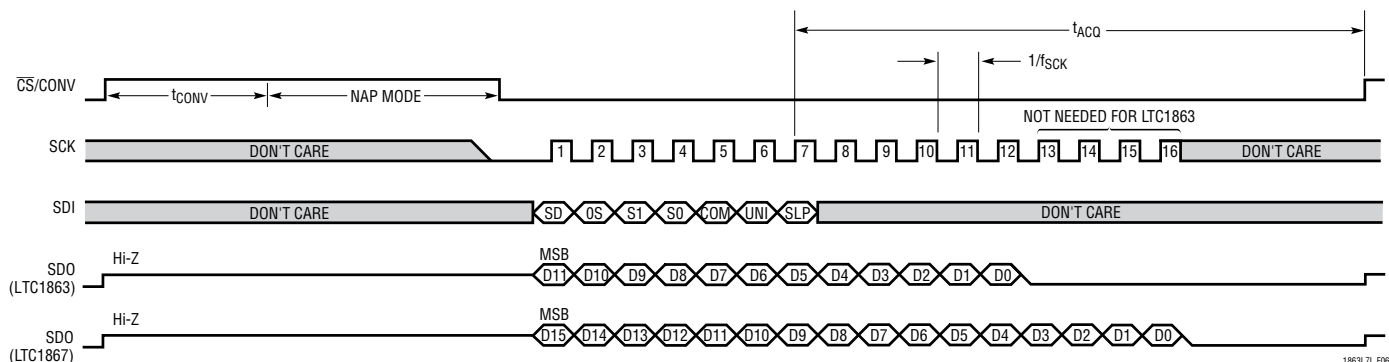 tACQ
1/fSCK
CS/CONV
tCONV
NAP MODE
NOT NEEDED FOR LTC1863
SCK
DON'T CARE
1 2 3 4 5 6 7 8 9 10 11 12 13 14 15 16
DON'T CARE
SDI
DON'T CARE
SD 0S S1 S0 COM UNI SLP
DON'T CARE
Hi-Z
MSB
SDO
(LTC1863)
D11 D10 D9 D8 D7 D6 D5 D4 D3 D2 D1 D0
Hi-Z
MSB
SDO
(LTC1867)
D15 D14 D13 D12 D11 D10 D9 D8 D7 D6 D5 D4 D3 D2 D1 D0
1863L7L F06